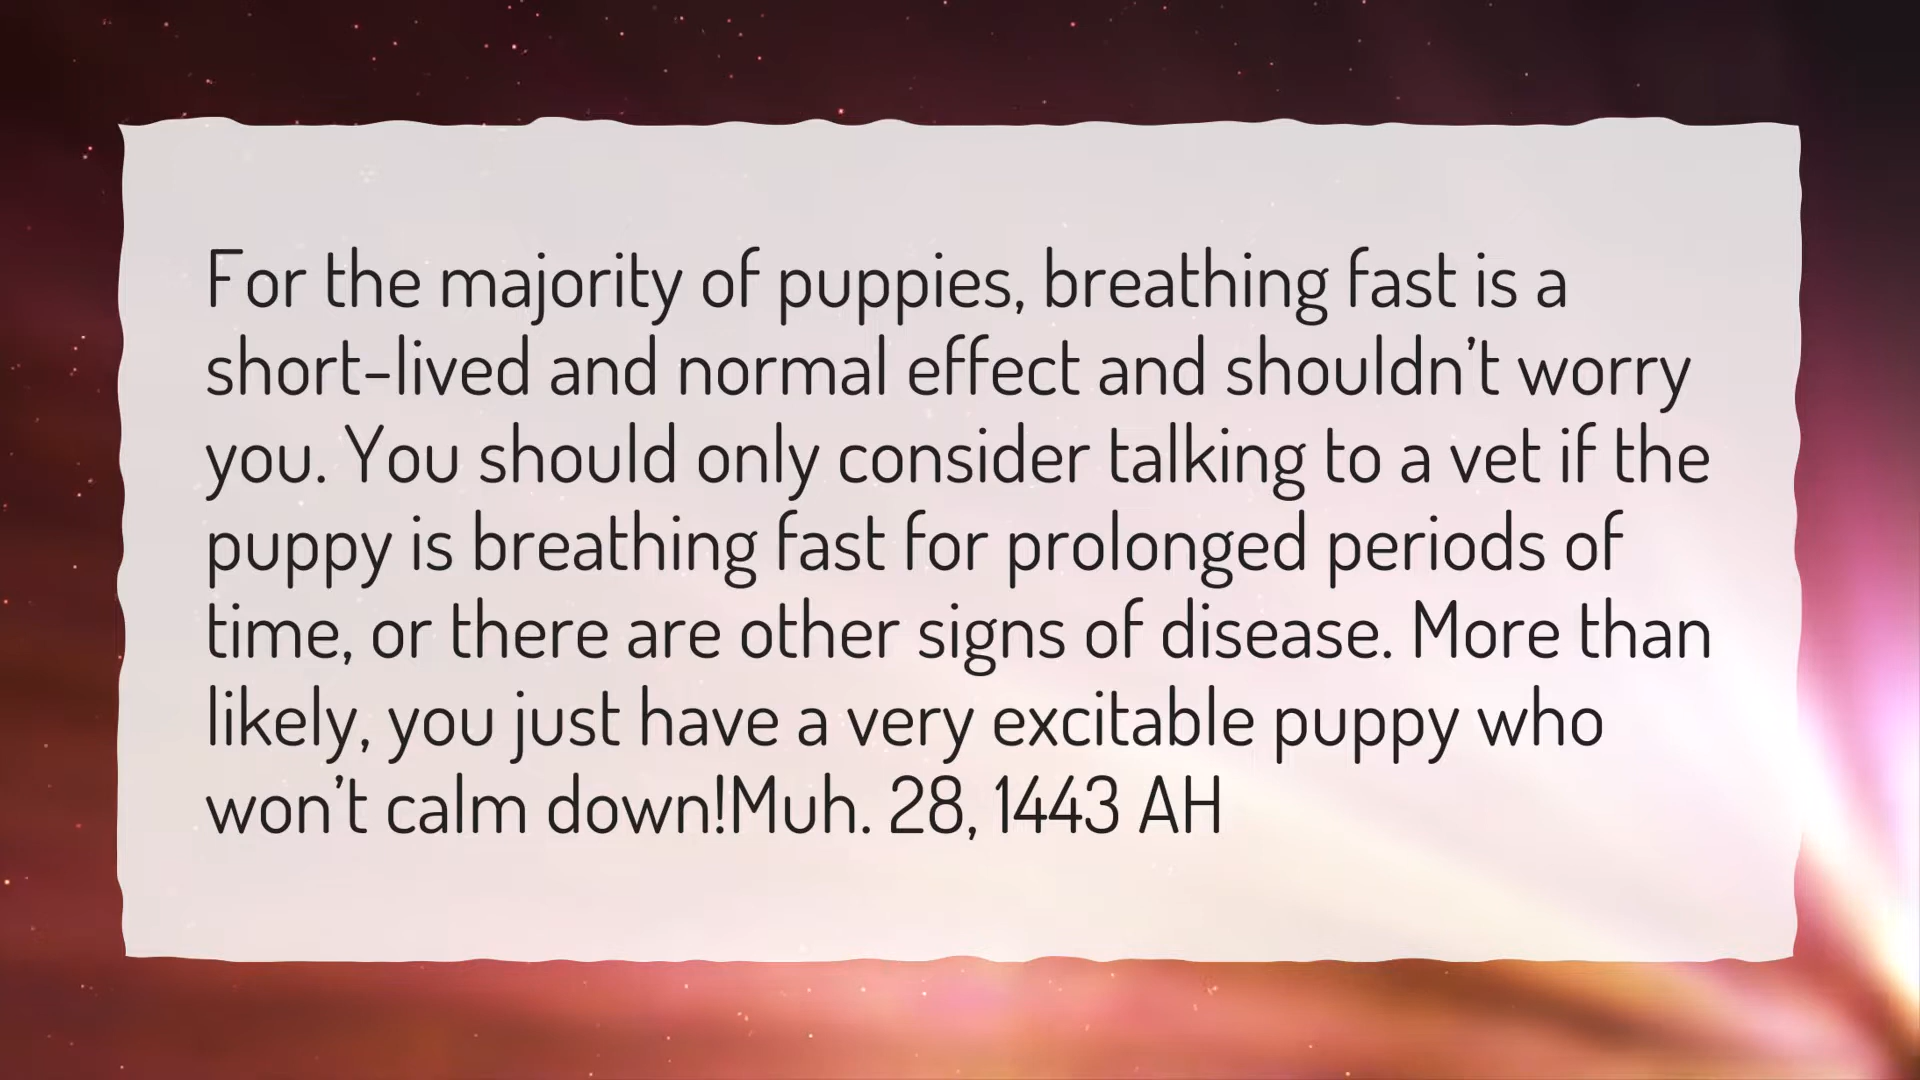 For the majority of puppies, breathing fast is a
short-lived and normal effect and shouldn’t worry
you. You should only consider talking to a vet if the
puppy is breathing fast for prolonged periods of
time, or there are other signs of disease. More than
likely, you just have a very excitable puppy who
won’t calm down!Muh. 28, 1443 AH